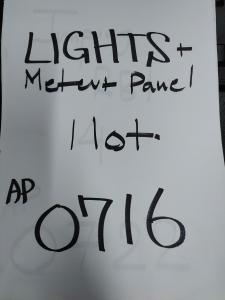 LIGHTS +
Meter + Panel
1 lot.
AP
0716